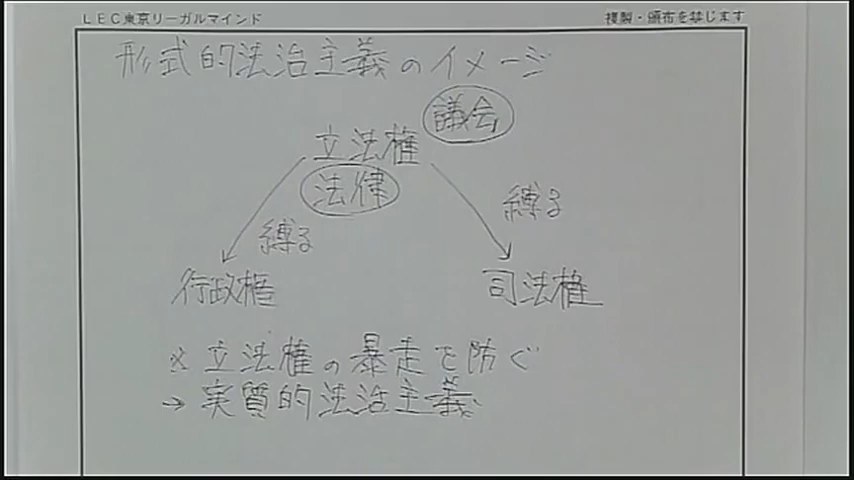 LEC東京リーガルマインド
複製・頒布を禁じます
形式的法治主義のイメージ
議会
立法権
法律
縛る
縛る
行政権
司法権
※ 立法権の暴走を防ぐ
→ 実質的法治主義